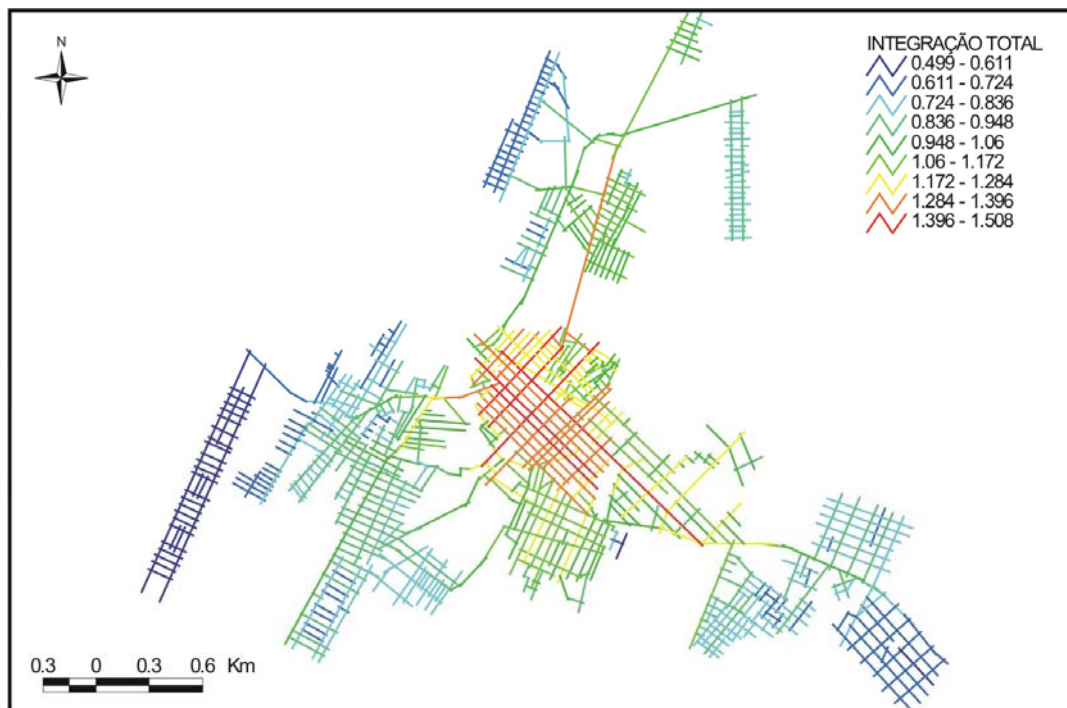 N
INTEGRAÇÃO TOTAL
0.499 - 0.611
0.611 - 0.724
0.724 - 0.836
0.836 - 0.948
0.948 - 1.06
1.06 - 1.172
1.172 - 1.284
1.284 - 1.396
1.396 - 1.508
0.3 0 0.3 0.6 Km